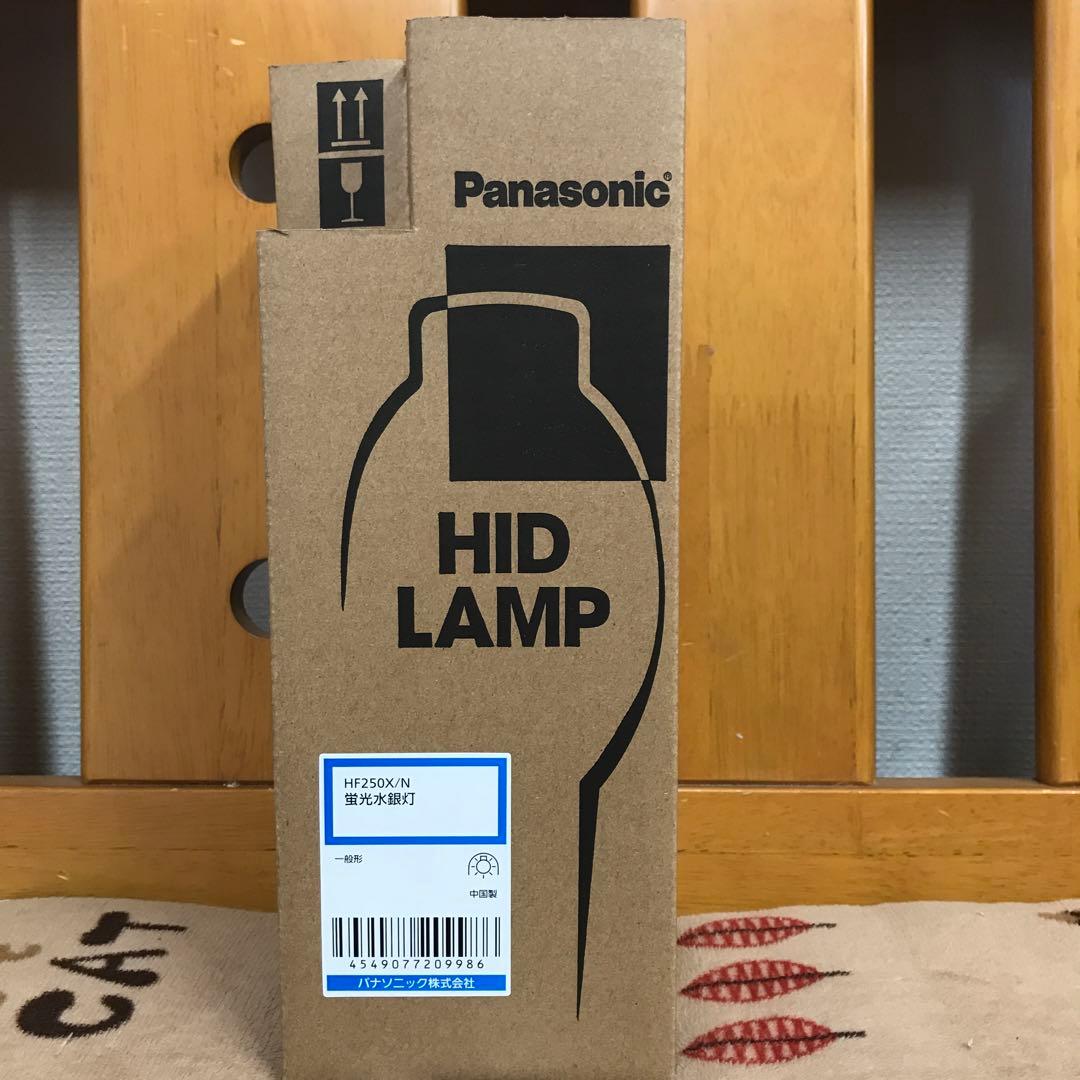 Panasonic®
HID
LAMP
HF250X/N
蛍光水銀灯
一般形
中国製
4549077209986
パナソニック株式会社
CAT